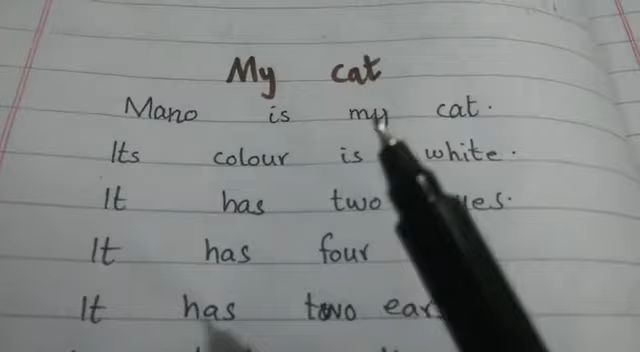 My cat
Mano is my cat.
Its colour is white.
It has two
It has four
It has two